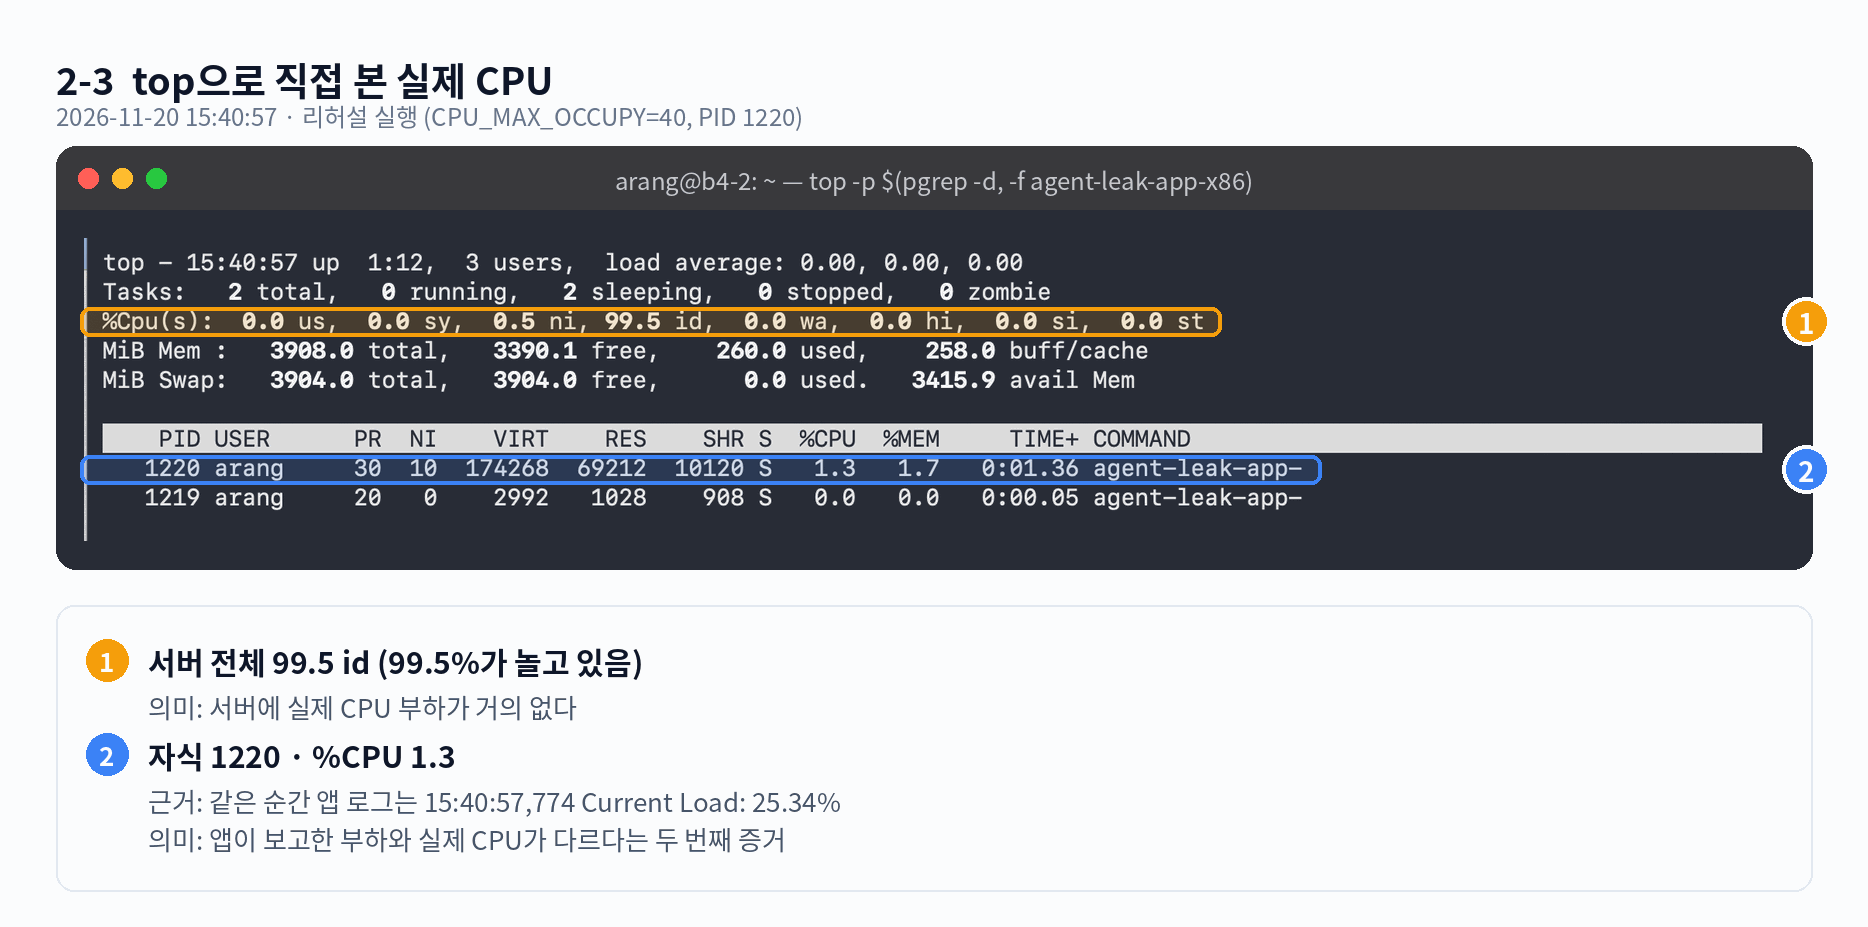 2-3 top으로 직접 본 실제 CPU
2026-11-20 15:40:57 · 리허설 실행 (CPU_MAX_OCCUPY=40, PID 1220)
arang@b4-2: ~ — top -p $(pgrep -d, -f agent-leak-app-x86)
top – 15:40:57 up  1:12,  3 users,  load average: 0.00, 0.00, 0.00
Tasks:   2 total,   0 running,   2 sleeping,   0 stopped,   0 zombie
%Cpu(s):  0.0 us,  0.0 sy,  0.5 ni, 99.5 id,  0.0 wa,  0.0 hi,  0.0 si,  0.0 st
1
MiB Mem :   3908.0 total,   3390.1 free,    260.0 used,    258.0 buff/cache
MiB Swap:   3904.0 total,   3904.0 free,      0.0 used.   3415.9 avail Mem
PID USER      PR  NI    VIRT    RES    SHR S  %CPU  %MEM     TIME+ COMMAND
1220 arang     30  10  174268  69212  10120 S   1.3   1.7   0:01.36 agent–leak–app–
2
1219 arang     20   0    2992   1028    908 S   0.0   0.0   0:00.05 agent–leak–app–
1 서버 전체 99.5 id (99.5%가 놀고 있음)
의미: 서버에 실제 CPU 부하가 거의 없다
2 자식 1220 · %CPU 1.3
근거: 같은 순간 앱 로그는 15:40:57,774 Current Load: 25.34%
의미: 앱이 보고한 부하와 실제 CPU가 다르다는 두 번째 증거